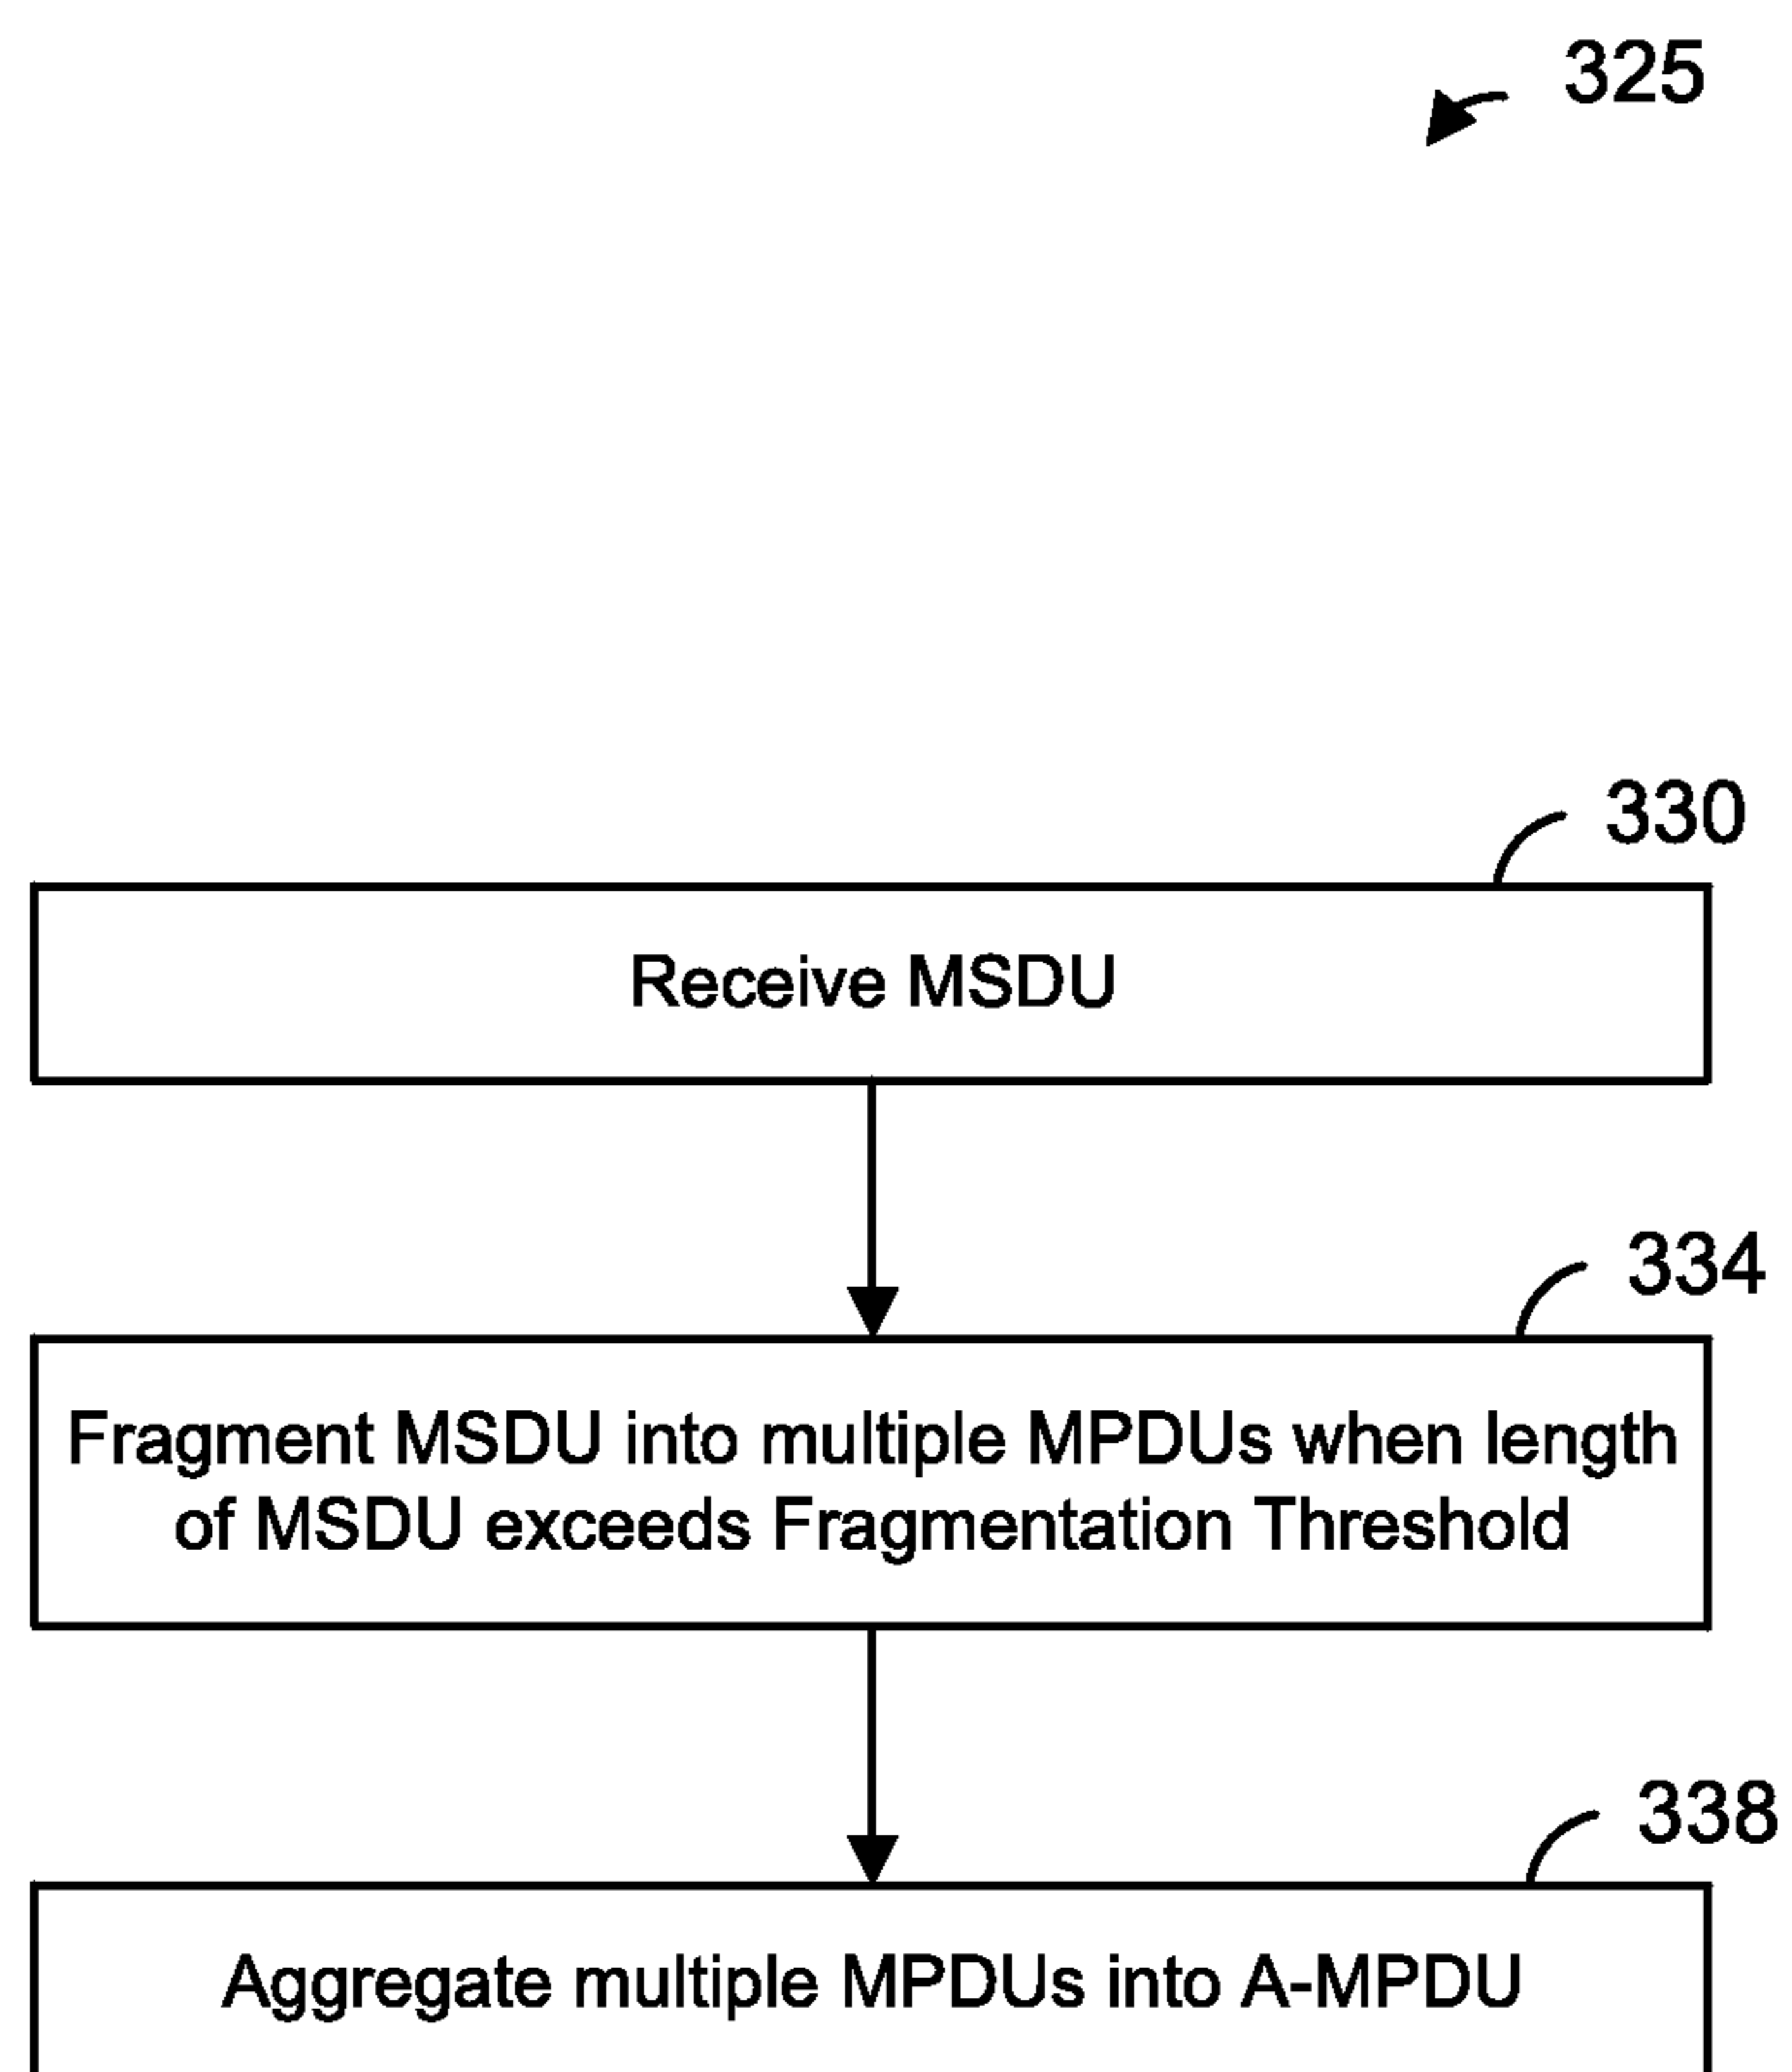 325
330
Receive MSDU
334
Fragment MSDU into multiple MPDUs when length
of MSDU exceeds Fragmentation Threshold
338
Aggregate multiple MPDUs into A-MPDU